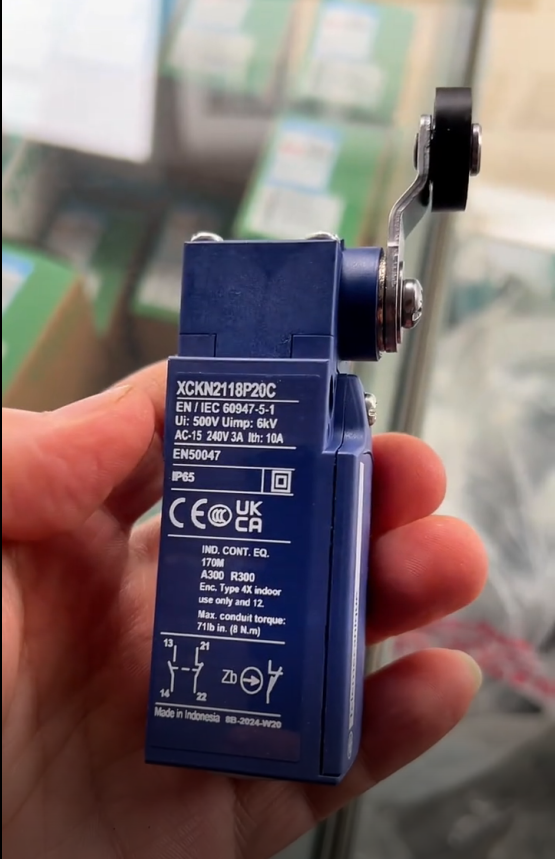 XCKN2118P20C
EN / IEC 60947-5-1
Ui: 500V Uimp: 6kV
AC-15 240V 3A Ith: 10A
EN50047
IP65
CE CCC UK
CA
IND. CONT. EQ.
170M
A300 R300
Enc. Type 4X indoor
use only and 12.
Max. conduit torque:
71lb in. (8 N.m)
13 21
Zb
14 22
Made in Indonesia 8B-2024-W20